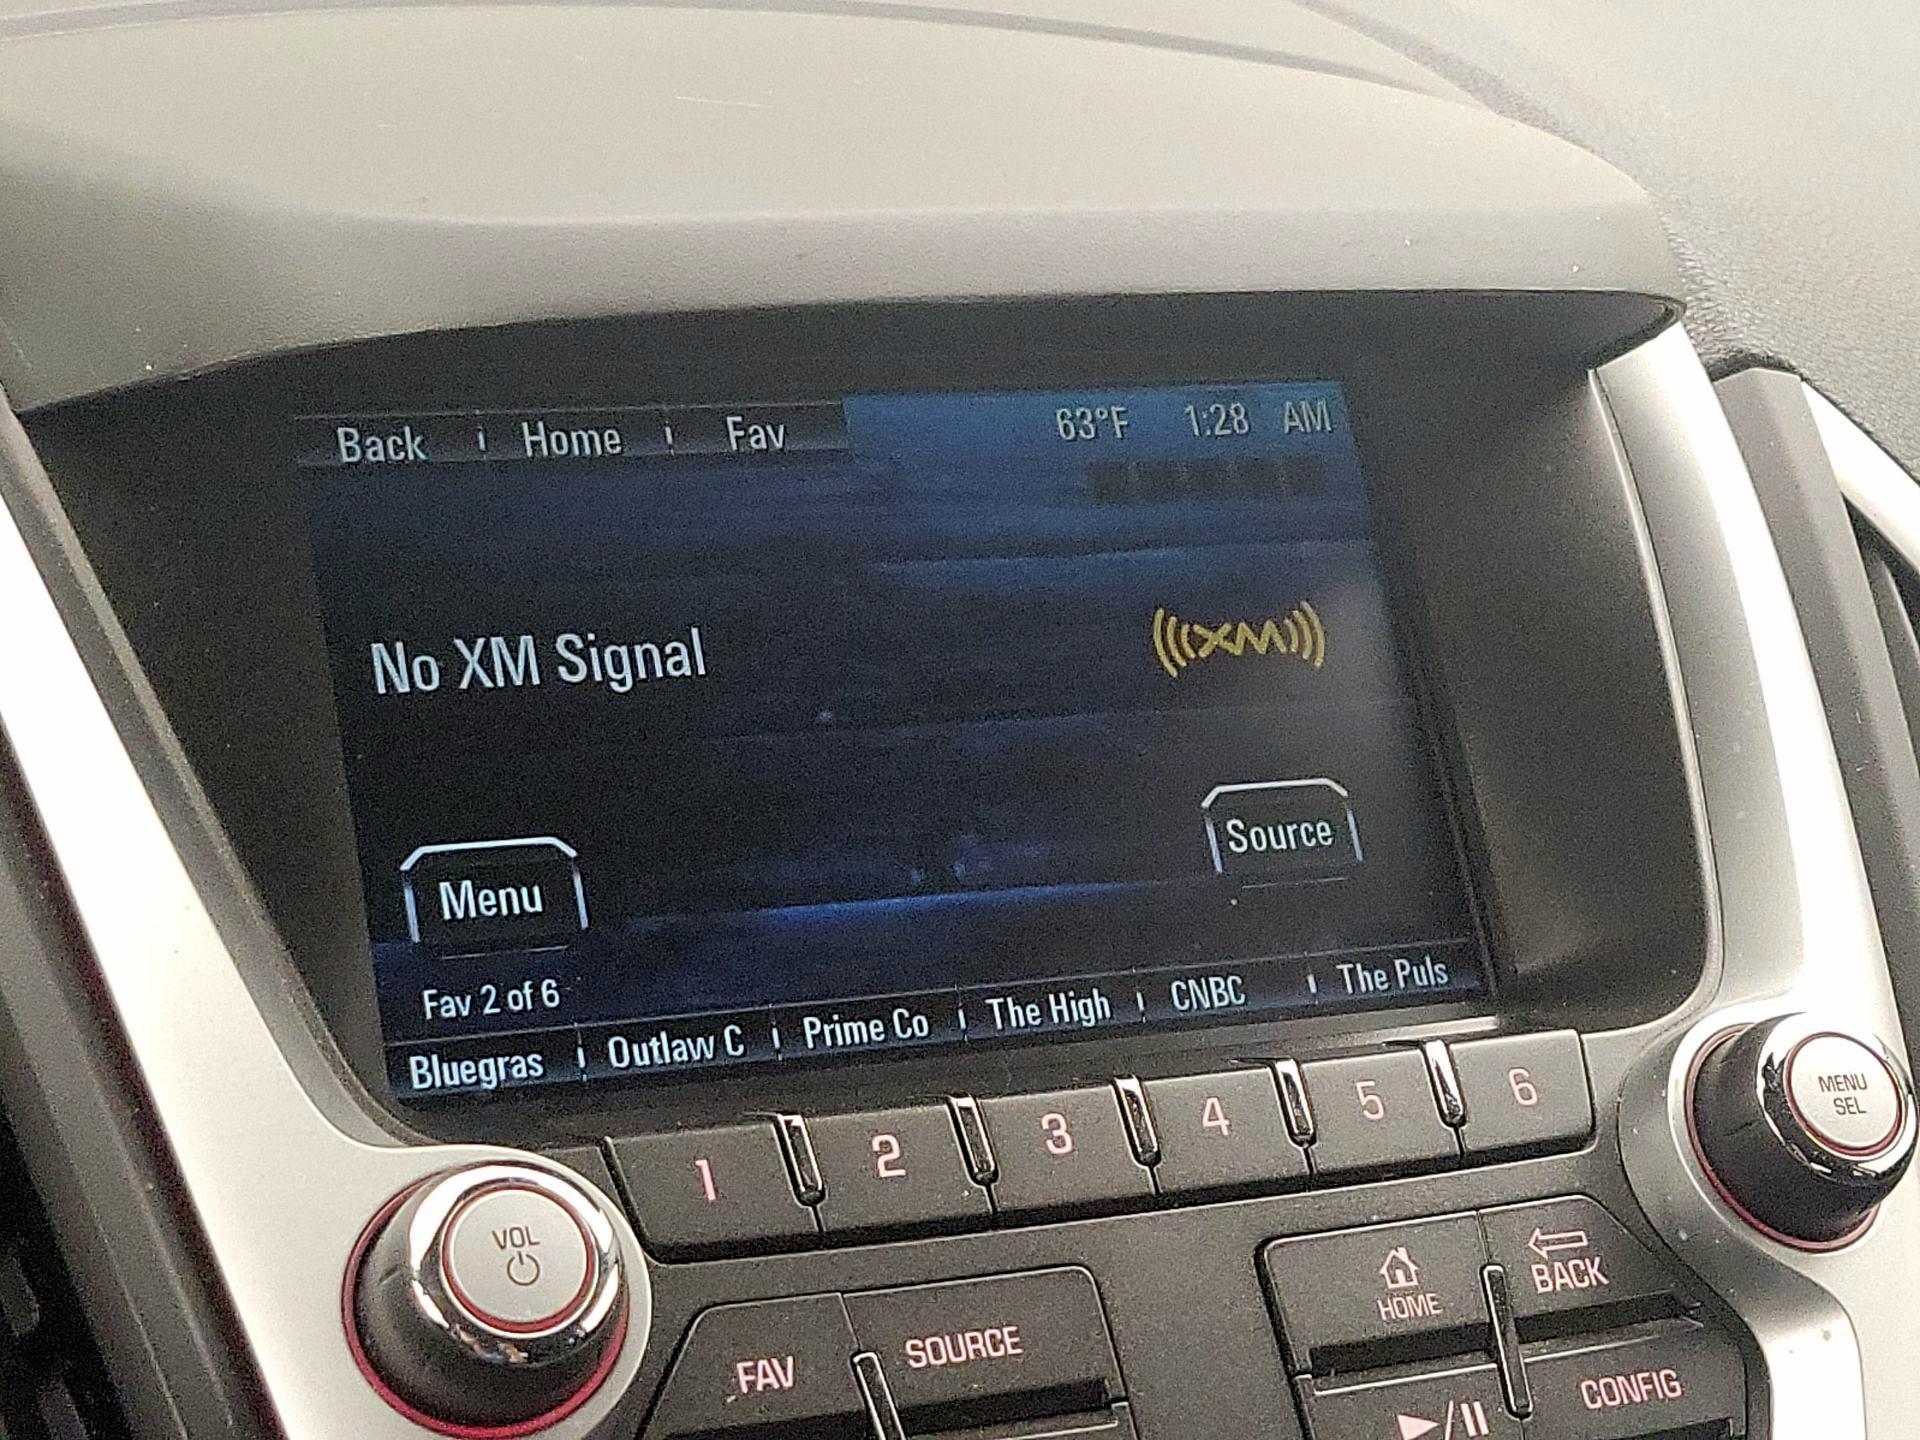 Back Home Fav 63°F 1:28 AM
No XM Signal
((((XM))))
Menu Source
Fav 2 of 6
Bluegras Outlaw C Prime Co The High CNBC The Puls
1 2 3 4 5 6
MENU
SEL
VOL
HOME BACK
FAV SOURCE
CONFIG